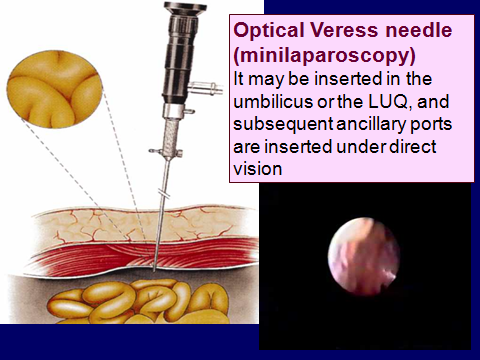 Optical Veress needle
(minilaparoscopy)
It may be inserted in the
umbilicus or the LUQ, and
subsequent ancillary ports
are inserted under direct
vision